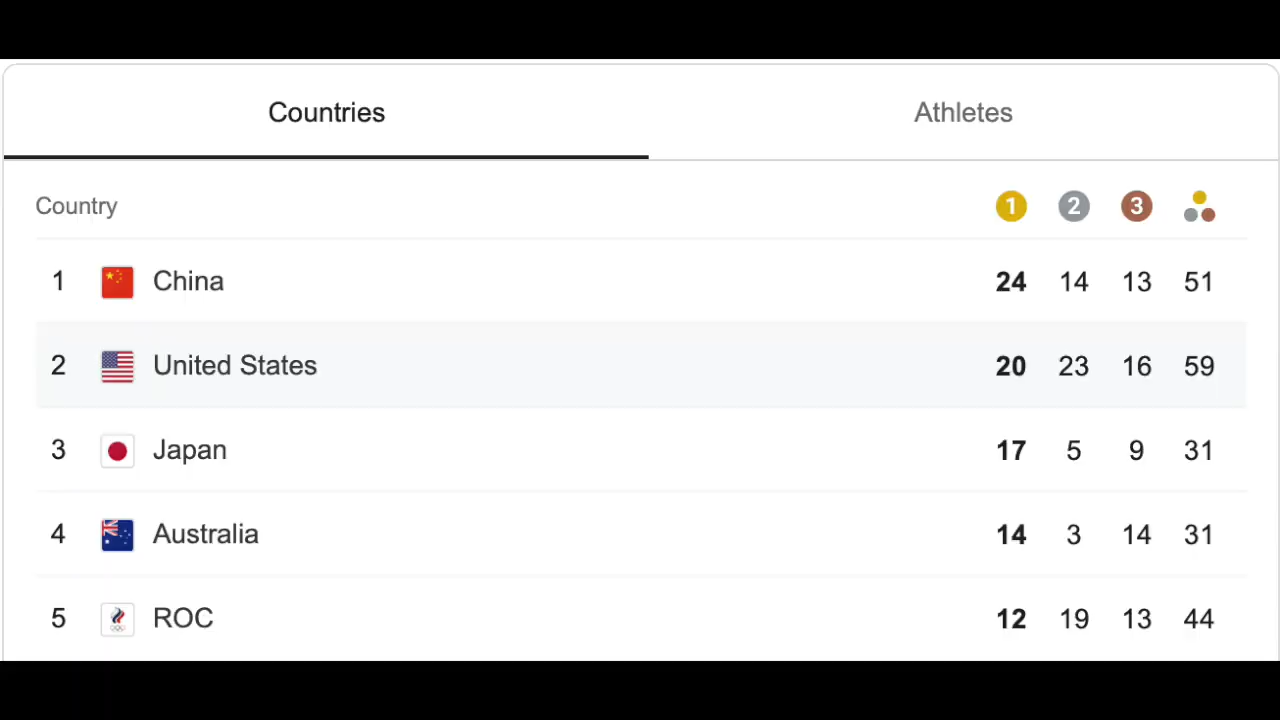 Countries Athletes
Country 1 2 3
1 China 24 14 13 51
2 United States 20 23 16 59
3 Japan 17 5 9 31
4 Australia 14 3 14 31
5 ROC 12 19 13 44